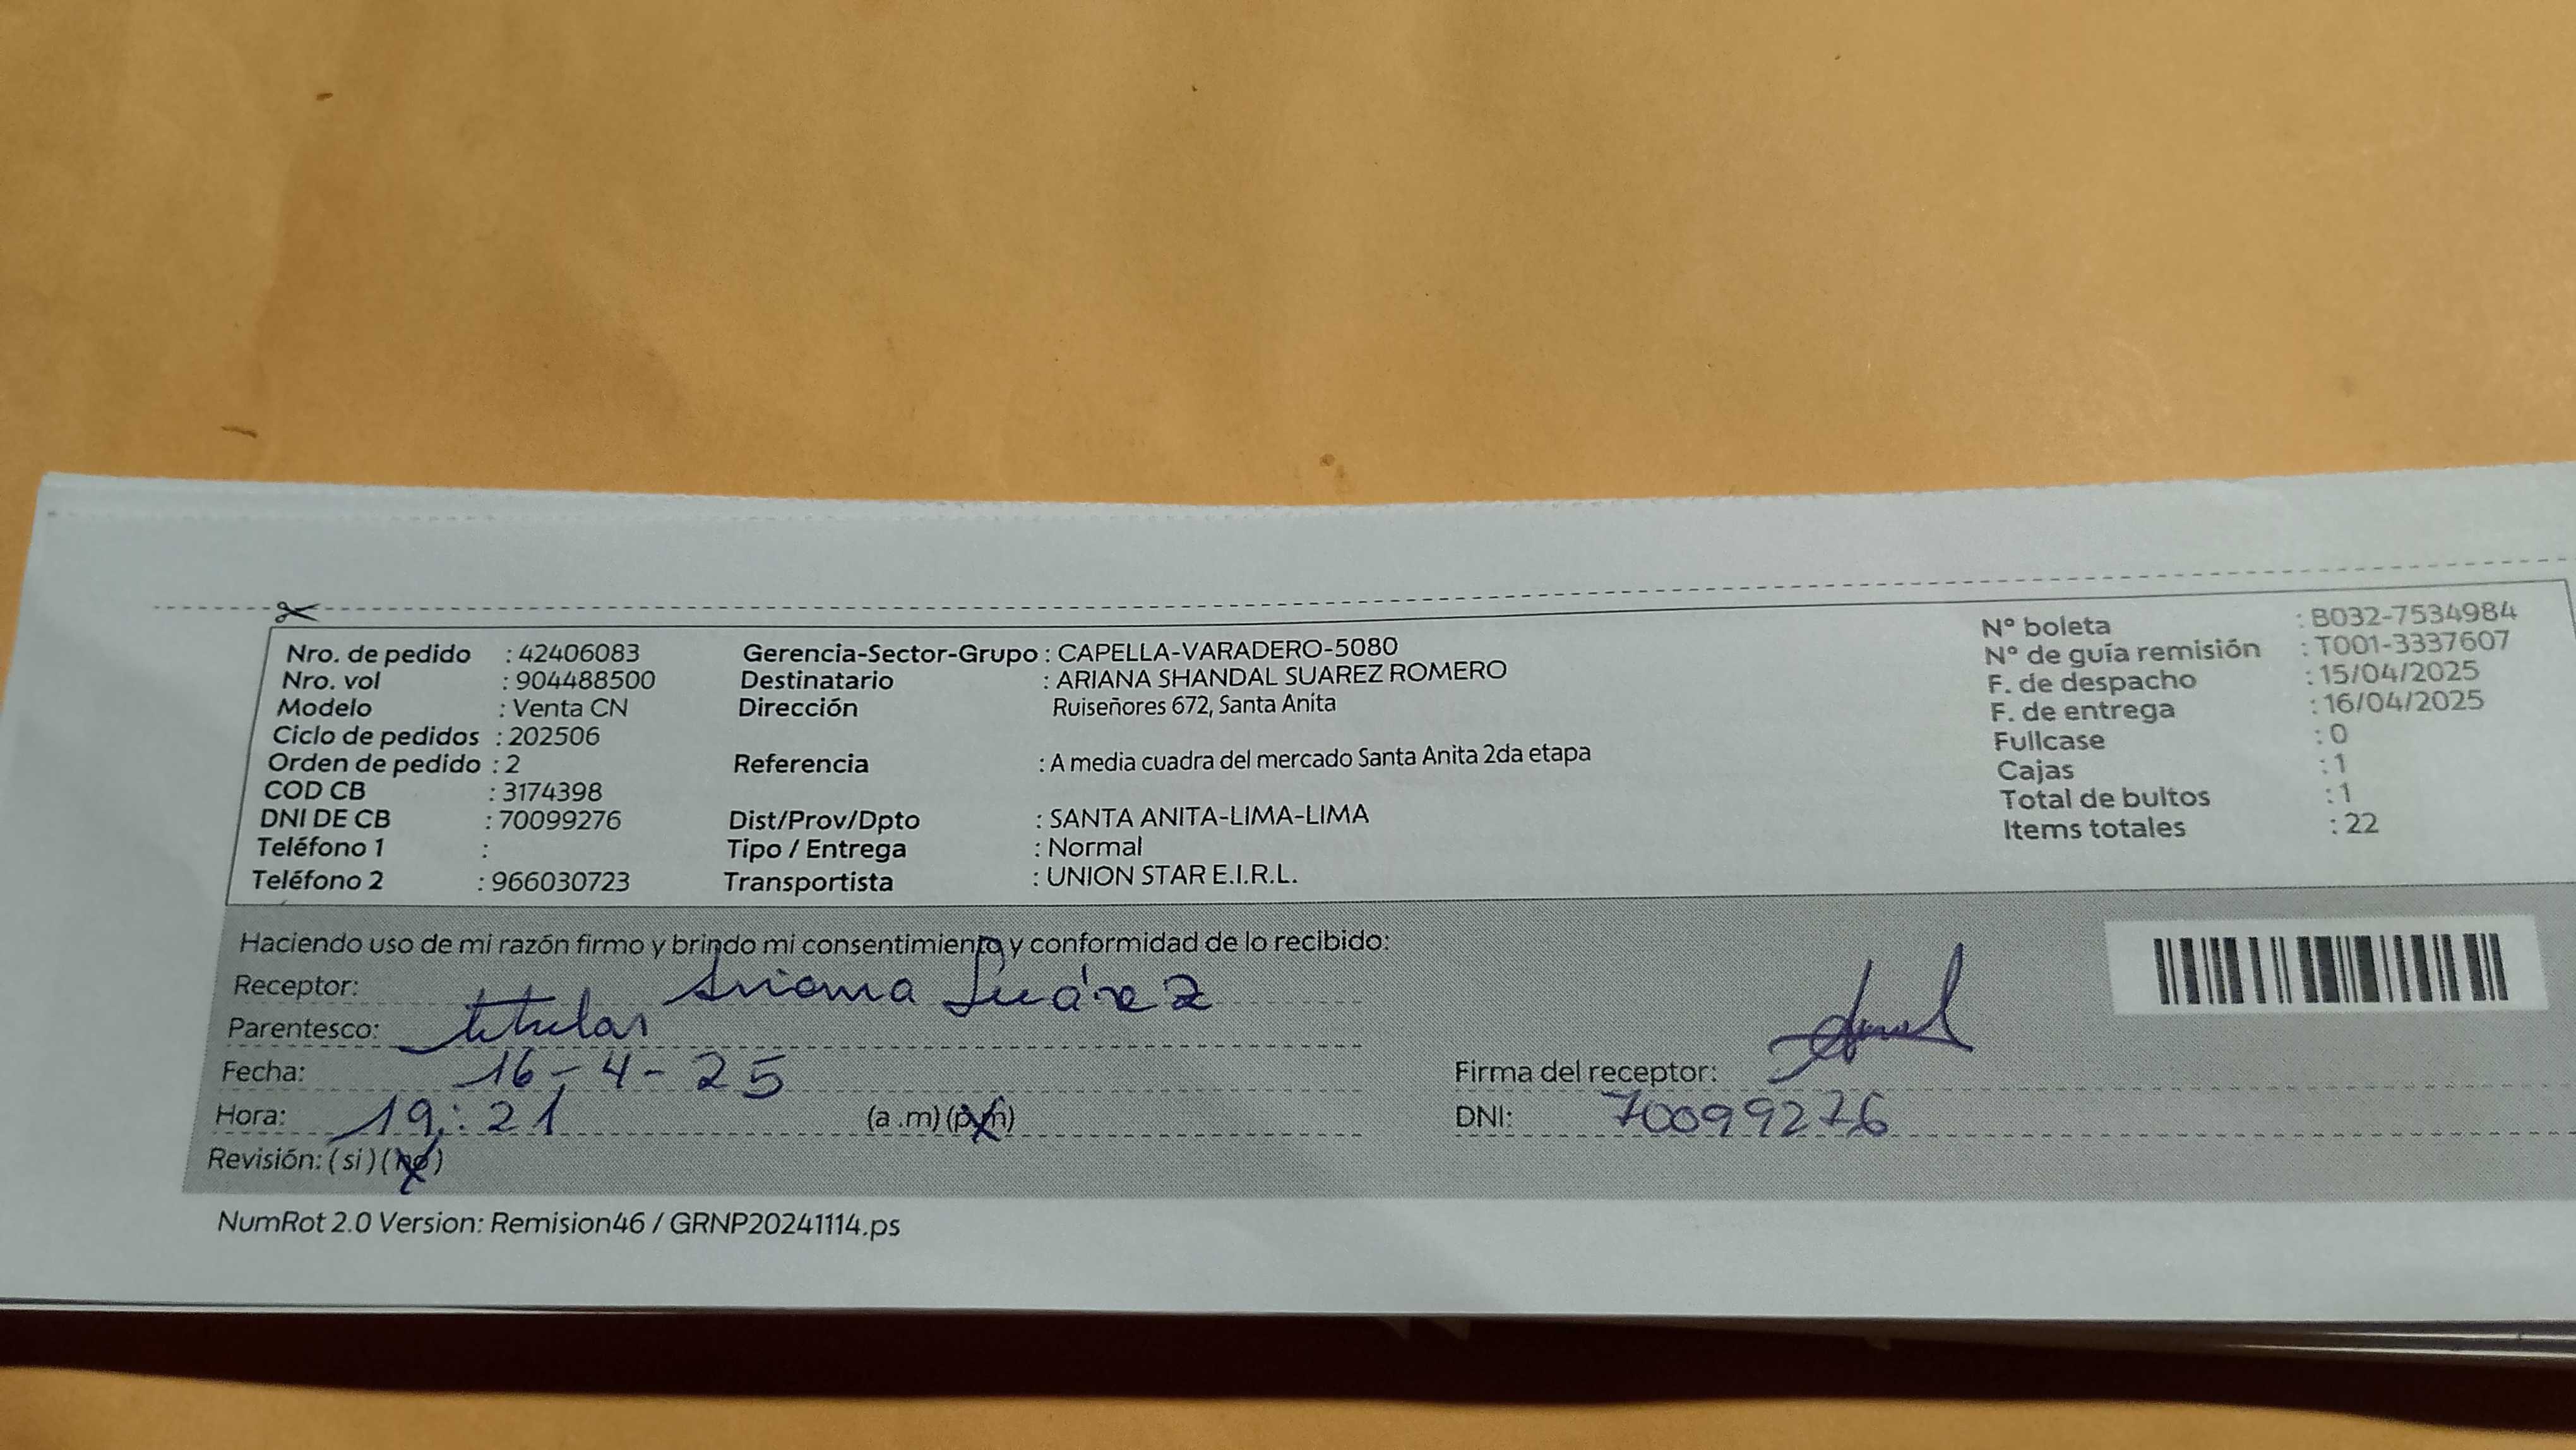 Nro. de pedido : 42406083
Nro. vol : 904488500
Modelo : Venta CN
Ciclo de pedidos : 202506
Orden de pedido : 2
COD CB : 3174398
DNI DE CB : 70099276
Teléfono 1 :
Teléfono 2 : 966030723
Gerencia-Sector-Grupo : CAPELLA-VARADERO-5080
Destinatario : ARIANA SHANDAL SUAREZ ROMERO
Dirección Ruiseñores 672, Santa Anita
Referencia : A media cuadra del mercado Santa Anita 2da etapa
Dist/Prov/Dpto : SANTA ANITA-LIMA-LIMA
Tipo / Entrega : Normal
Transportista : UNION STAR E.I.R.L.
N° boleta : B032-7534984
N° de guía remisión : T001-3337607
F. de despacho : 15/04/2025
F. de entrega : 16/04/2025
Fullcase : 0
Cajas : 1
Total de bultos : 1
Items totales : 22
Haciendo uso de mi razón firmo y brindo mi consentimiento y conformidad de lo recibido:
Receptor: Ariana Suárez
Parentesco: titular
Fecha: 16-4-25
Hora: 19:21 (a.m) (p.m)
Revisión: (si) (no)
Firma del receptor:
DNI: 70099276
NumRot 2.0 Version: Remision46 / GRNP20241114.ps